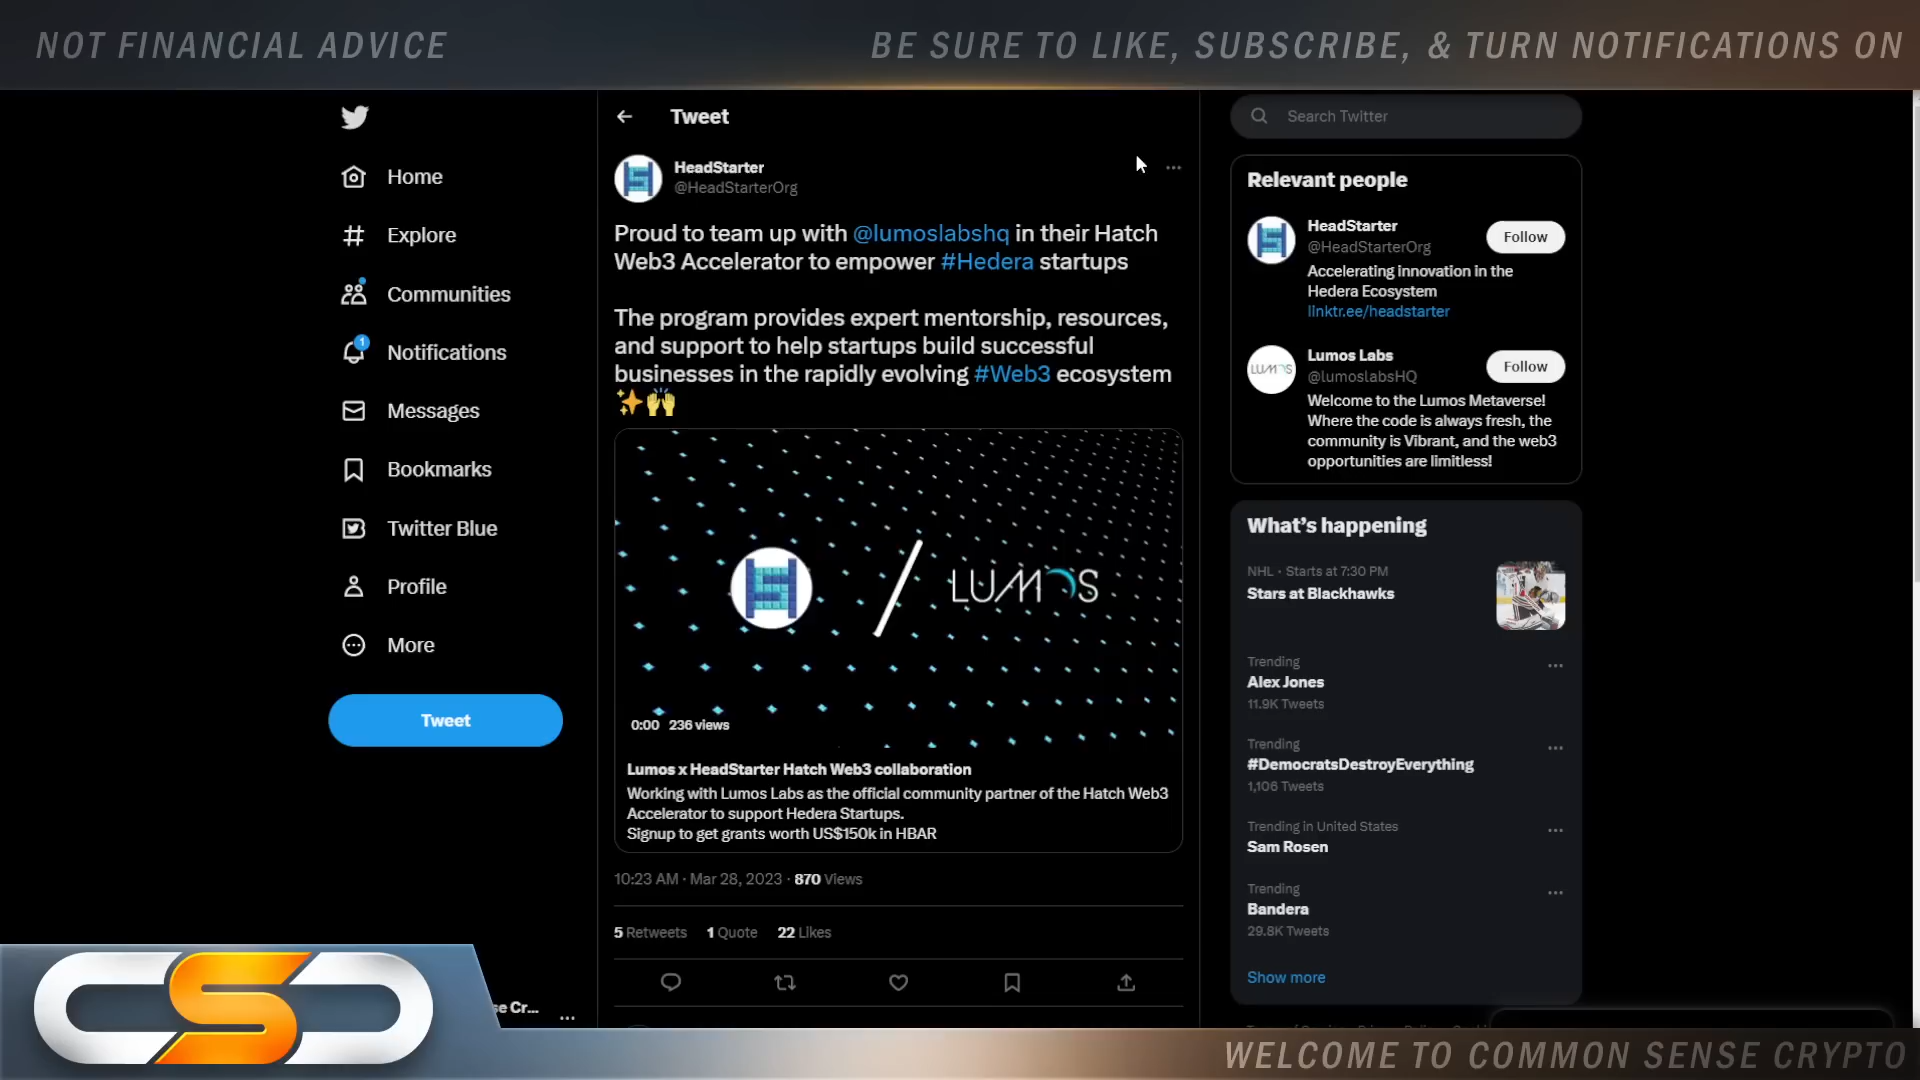 NOT FINANCIAL ADVICE
BE SURE TO LIKE, SUBSCRIBE, & TURN NOTIFICATIONS ON
Home
Explore
Communities
1
Notifications
Messages
Bookmarks
Twitter Blue
Profile
More
Tweet
se Cr...
Tweet
HeadStarter
@HeadStarterOrg
Proud to team up with @lumoslabshq in their Hatch
Web3 Accelerator to empower #Hedera startups
The program provides expert mentorship, resources,
and support to help startups build successful
businesses in the rapidly evolving #Web3 ecosystem
✨🙌
LUMOS
0:00 236 views
Lumos x HeadStarter Hatch Web3 collaboration
Working with Lumos Labs as the official community partner of the Hatch Web3
Accelerator to support Hedera Startups.
Signup to get grants worth US$150k in HBAR
10:23 AM · Mar 28, 2023 · 870 Views
5 Retweets 1 Quote 22 Likes
Search Twitter
Relevant people
HeadStarter
@HeadStarterOrg
Follow
Accelerating innovation in the
Hedera Ecosystem
linktr.ee/headstarter
LUMOS
Lumos Labs
@lumoslabsHQ
Follow
Welcome to the Lumos Metaverse!
Where the code is always fresh, the
community is Vibrant, and the web3
opportunities are limitless!
What's happening
NHL · Starts at 7:30 PM
Stars at Blackhawks
Trending
Alex Jones
11.9K Tweets
Trending
#DemocratsDestroyEverything
1,106 Tweets
Trending in United States
Sam Rosen
Trending
Bandera
29.8K Tweets
Show more
CSC
WELCOME TO COMMON SENSE CRYPTO